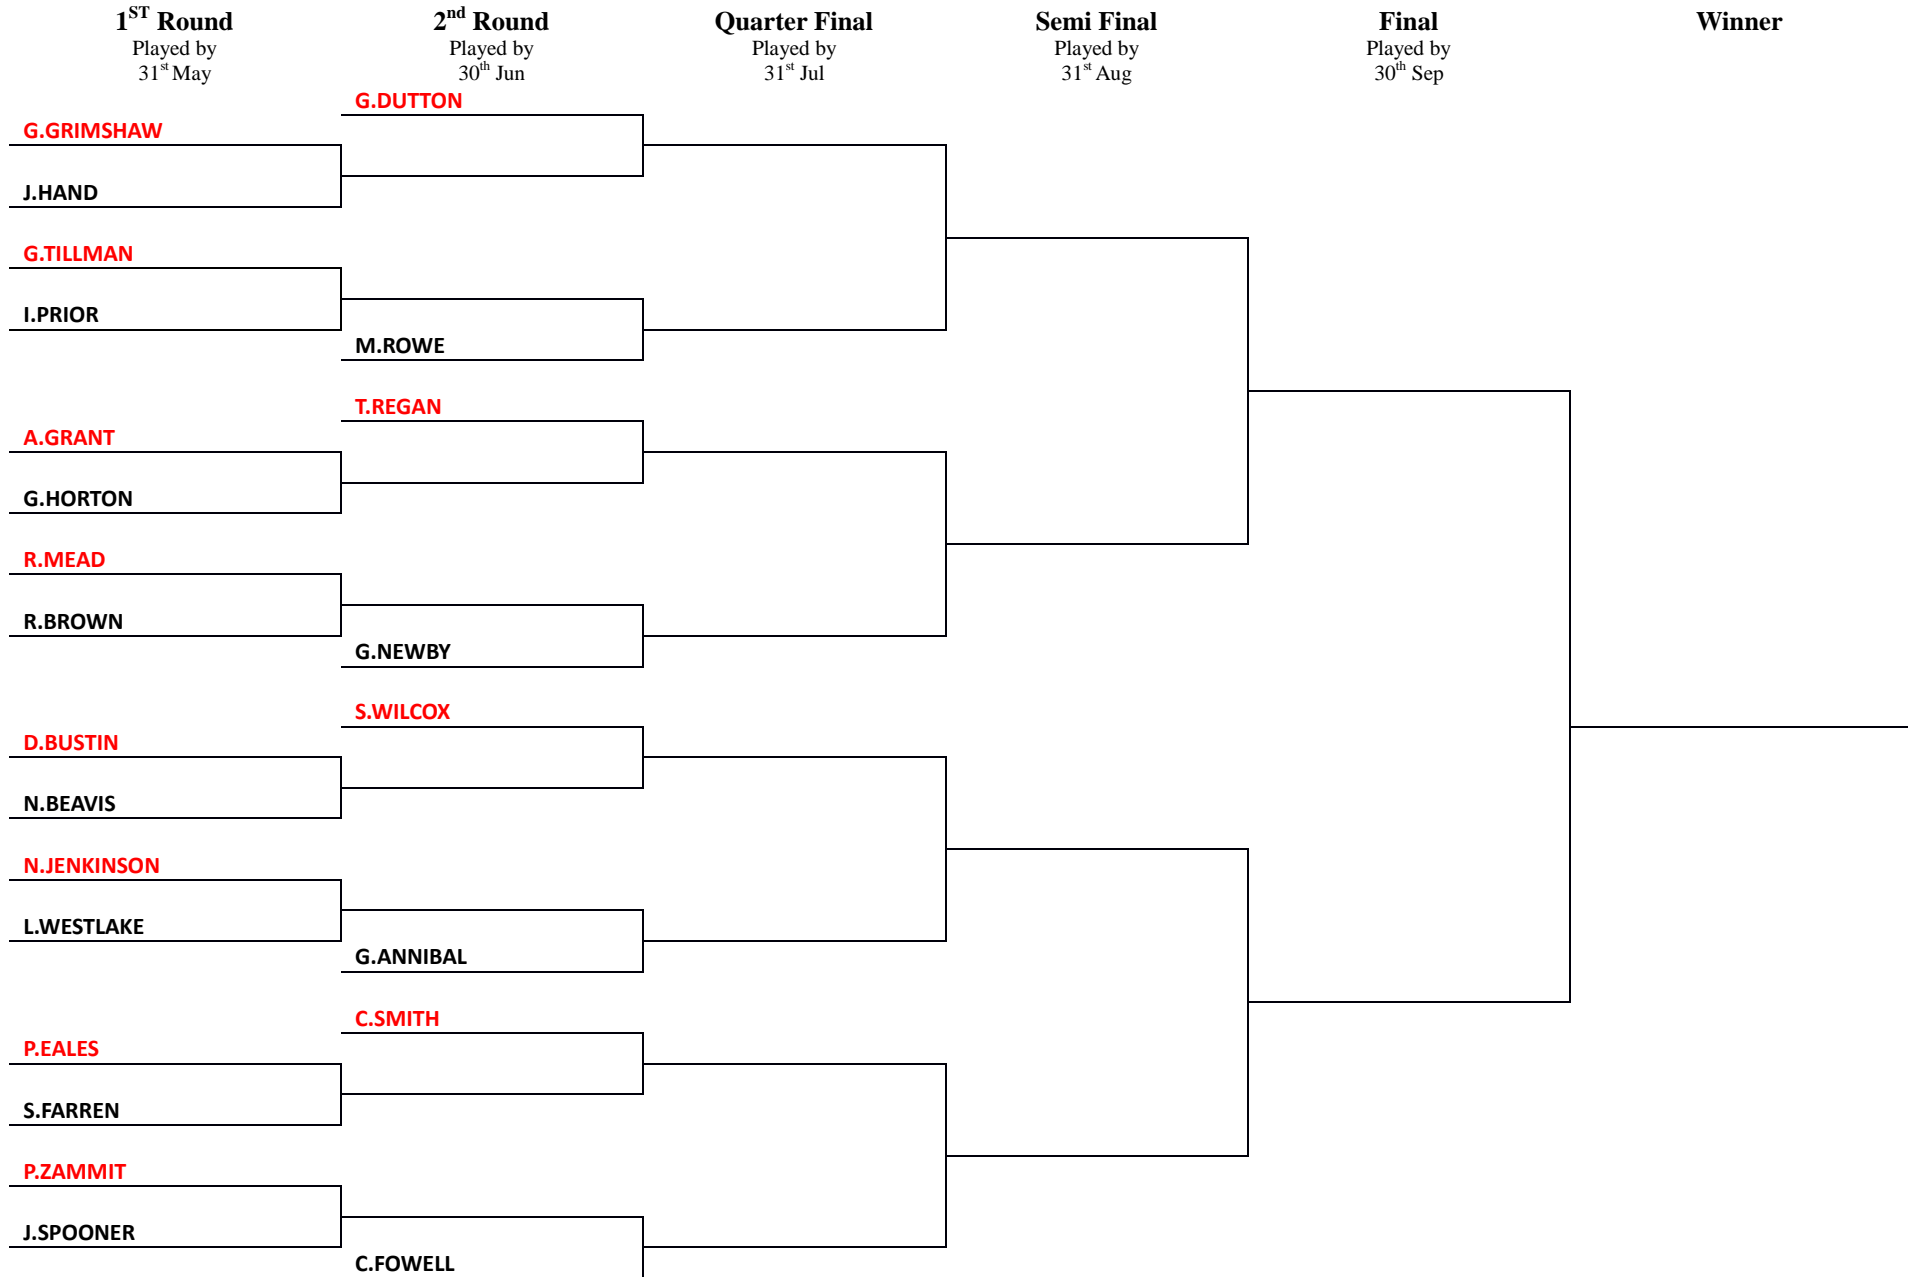 1ST Round
Played by
31st May
2nd Round
Played by
30th Jun
Quarter Final
Played by
31st Jul
Semi Final
Played by
31st Aug
Final
Played by
30th Sep
Winner
G.DUTTON
G.GRIMSHAW
J.HAND
G.TILLMAN
I.PRIOR
M.ROWE
T.REGAN
A.GRANT
G.HORTON
R.MEAD
R.BROWN
G.NEWBY
S.WILCOX
D.BUSTIN
N.BEAVIS
N.JENKINSON
L.WESTLAKE
G.ANNIBAL
C.SMITH
P.EALES
S.FARREN
P.ZAMMIT
J.SPOONER
C.FOWELL